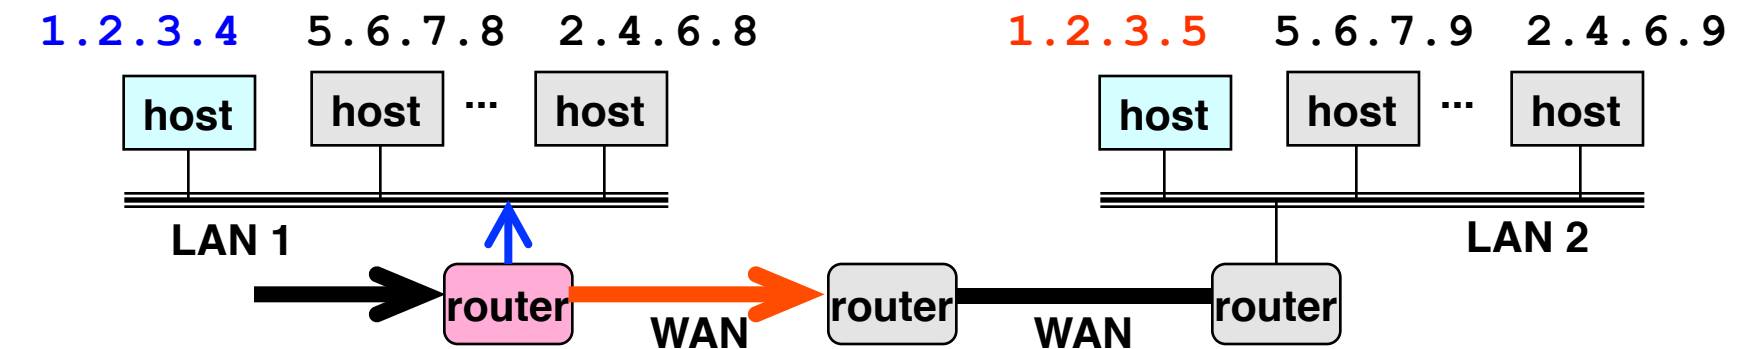 1.2.3.4 5.6.7.8 2.4.6.8 1.2.3.5 5.6.7.9 2.4.6.9
host host ... host host host ... host
LAN 1 LAN 2
router router router
WAN WAN